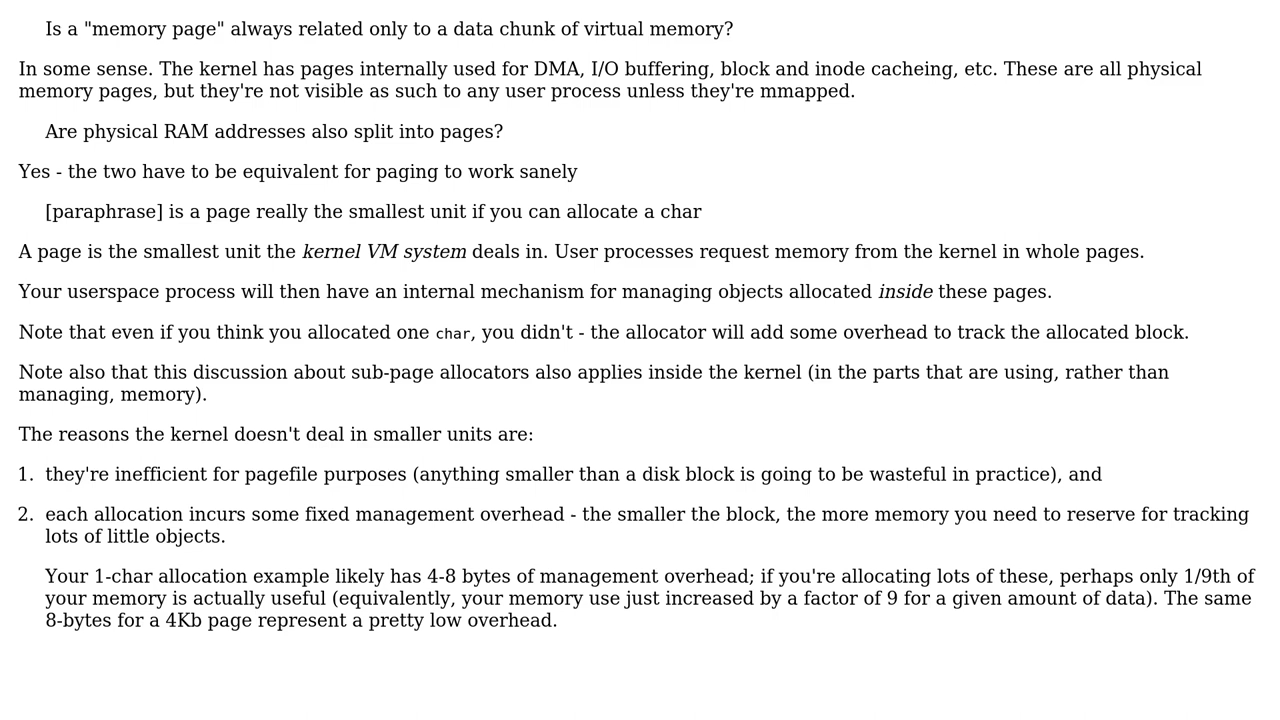 Is a "memory page" always related only to a data chunk of virtual memory?
In some sense. The kernel has pages internally used for DMA, I/O buffering, block and inode cacheing, etc. These are all physical
memory pages, but they're not visible as such to any user process unless they're mmapped.
Are physical RAM addresses also split into pages?
Yes - the two have to be equivalent for paging to work sanely
[paraphrase] is a page really the smallest unit if you can allocate a char
A page is the smallest unit the kernel VM system deals in. User processes request memory from the kernel in whole pages.
Your userspace process will then have an internal mechanism for managing objects allocated inside these pages.
Note that even if you think you allocated one char, you didn't - the allocator will add some overhead to track the allocated block.
Note also that this discussion about sub-page allocators also applies inside the kernel (in the parts that are using, rather than
managing, memory).
The reasons the kernel doesn't deal in smaller units are:
1. they're inefficient for pagefile purposes (anything smaller than a disk block is going to be wasteful in practice), and
2. each allocation incurs some fixed management overhead - the smaller the block, the more memory you need to reserve for tracking
lots of little objects.
Your 1-char allocation example likely has 4-8 bytes of management overhead; if you're allocating lots of these, perhaps only 1/9th of
your memory is actually useful (equivalently, your memory use just increased by a factor of 9 for a given amount of data). The same
8-bytes for a 4Kb page represent a pretty low overhead.